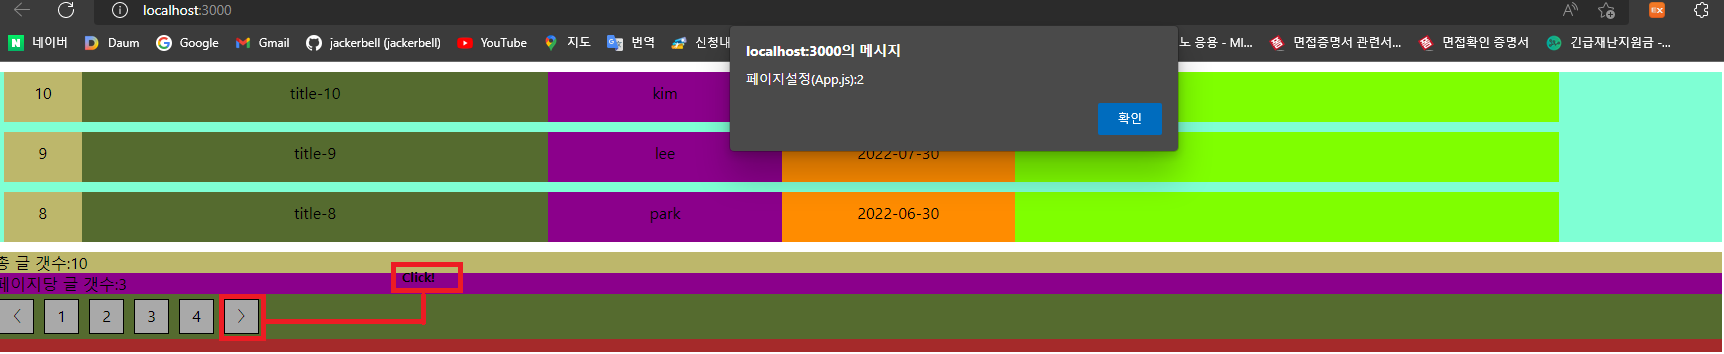 localhost:3000
네이버 Daum Google Gmail jackerbell (jackerbell) YouTube 지도 번역 신청내 노 응용 - MI... 면접증명서 관련서... 면접확인 증명서 긴급재난지원금 -...
localhost:3000의 메시지
페이지설정(App.js):2
확인
10 title-10 kim
9 title-9 lee 2022-07-30
8 title-8 park 2022-06-30
총 글 갯수:10
페이지당 글 갯수:3
Click!
< 1 2 3 4 >